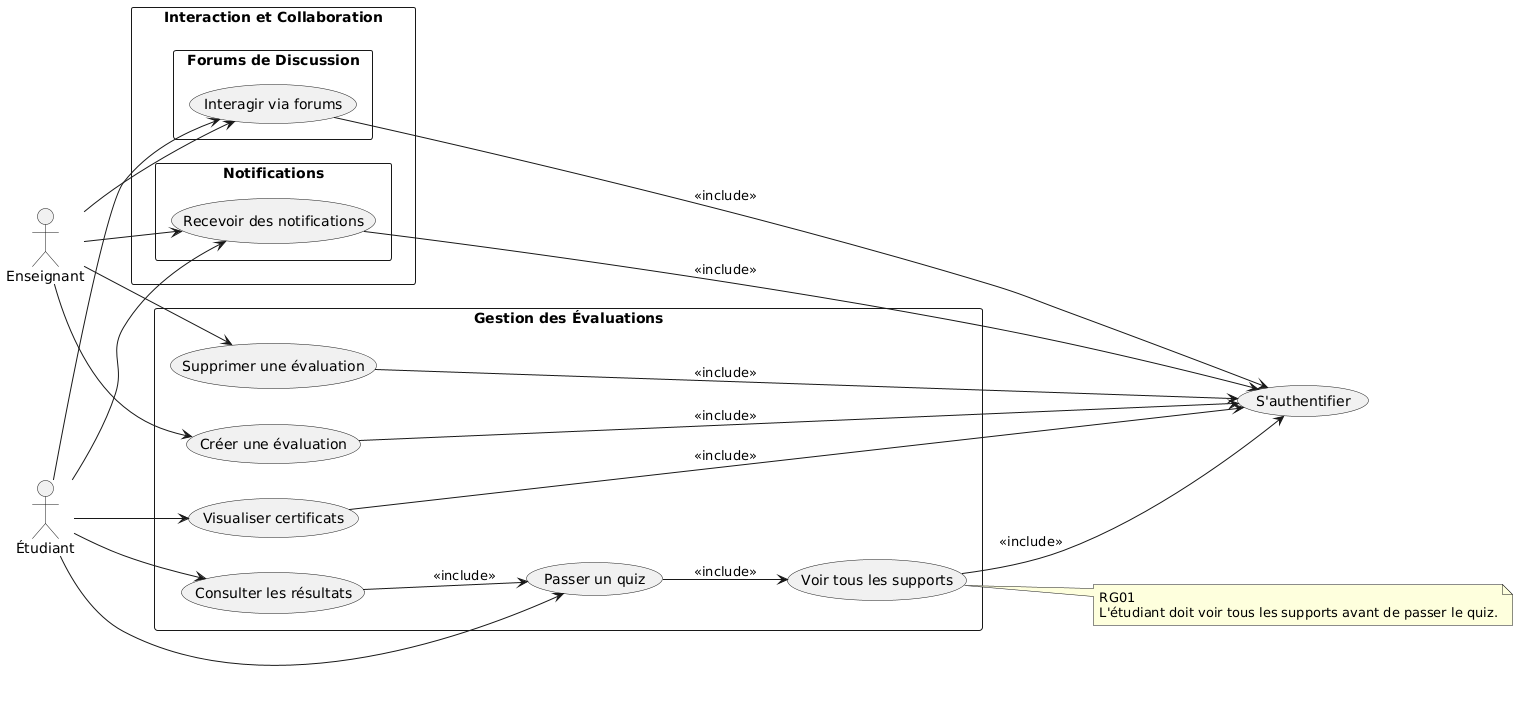 Interaction et Collaboration
Forums de Discussion
Interagir via forums
«include»
Notifications
Recevoir des notifications
«include»
Enseignant
Gestion des Évaluations
Supprimer une évaluation
«include»
S'authentifier
«include»
Créer une évaluation
«include»
Visualiser certificats
Étudiant
«include»
Consulter les résultats
«include»
Passer un quiz
«include»
Voir tous les supports
RG01
L'étudiant doit voir tous les supports avant de passer le quiz.